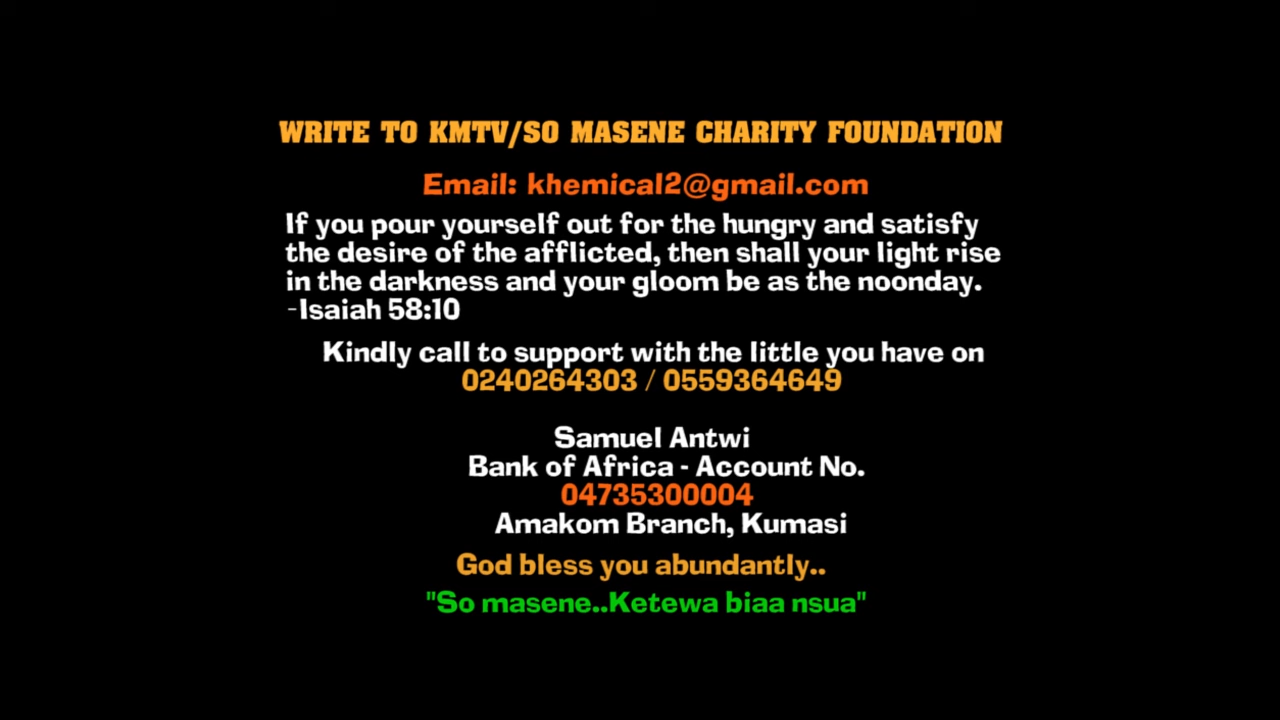 WRITE TO KMTV/SO MASENE CHARITY FOUNDATION
Email: khemical2@gmail.com
If you pour yourself out for the hungry and satisfy
the desire of the afflicted, then shall your light rise
in the darkness and your gloom be as the noonday.
-Isaiah 58:10
Kindly call to support with the little you have on
0240264303 / 0559364649
Samuel Antwi
Bank of Africa - Account No.
04735300004
Amakom Branch, Kumasi
God bless you abundantly..
"So masene..Ketewa biaa nsua"